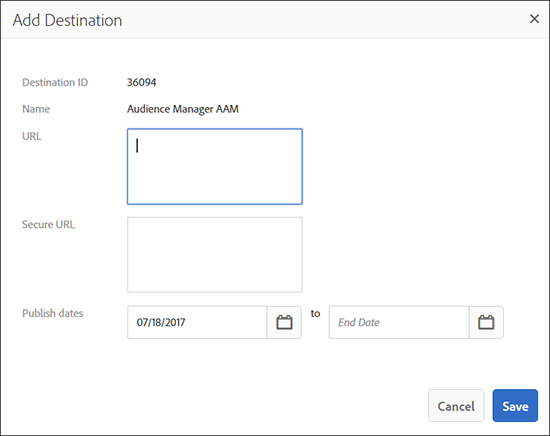 Add Destination
Destination ID 36094
Name Audience Manager AAM
URL
Secure URL
Publish dates 07/18/2017 to End Date
Cancel Save